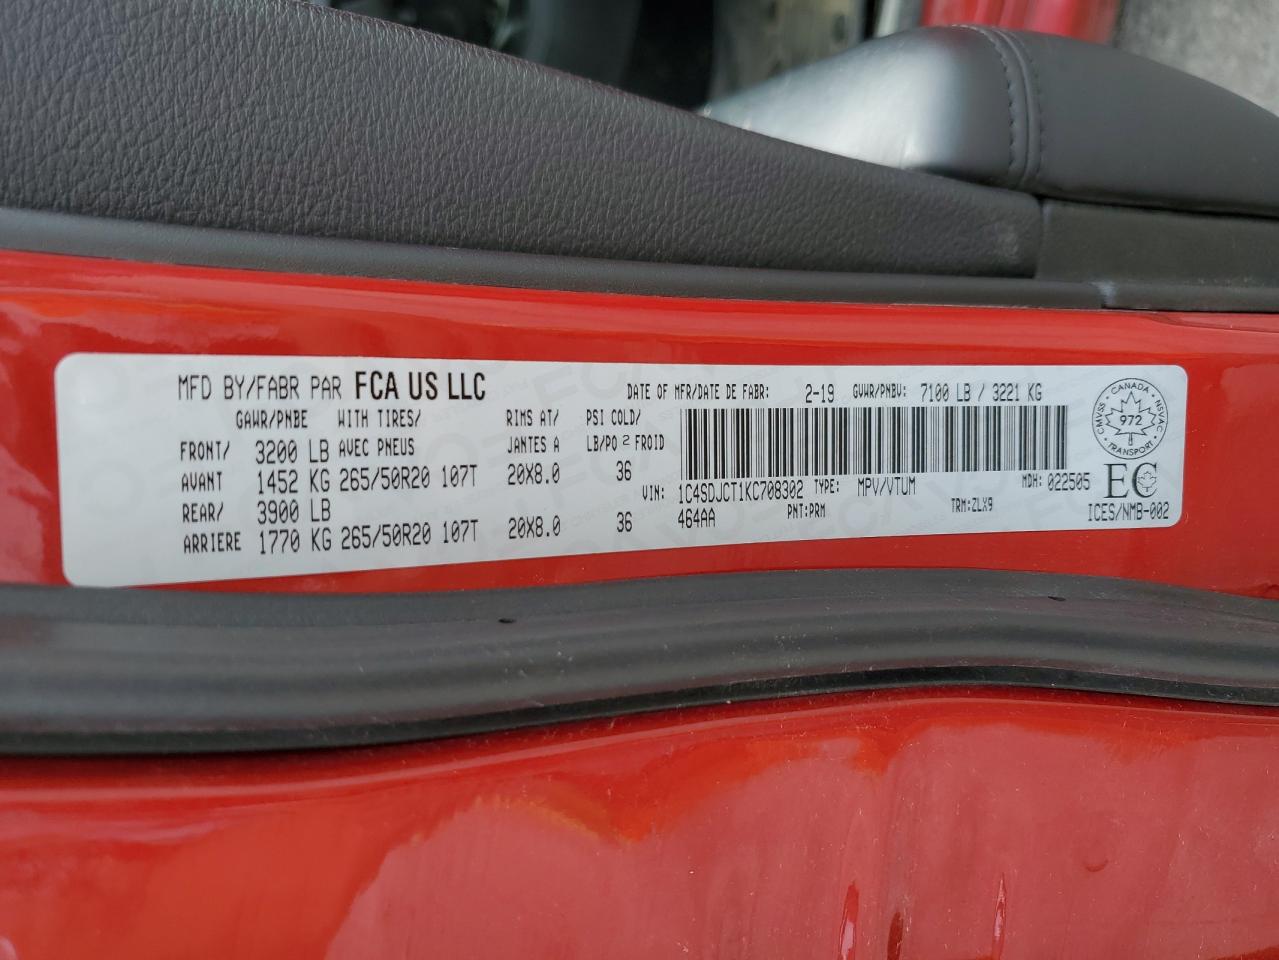 MFD BY/FABR PAR FCA US LLC DATE OF MFR/DATE DE FABR: 2-19 GVWR/PNBV: 7100 LB / 3221 KG
GAWR/PNBE WITH TIRES/ RIMS AT/ PSI COLD/
FRONT/ 3200 LB AVEC PNEUS JANTES A LB/PO² FROID
AVANT 1452 KG 265/50R20 107T 20X8.0 36
REAR/ 3900 LB
ARRIERE 1770 KG 265/50R20 107T 20X8.0 36
VIN: 1C4SDJCT1KC708302 TYPE: MPV/VTUM MDH: 022505
464AA PNT:PRM TRM:ZLX9
CANADA
CMVSS NSVAC
972
TRANSPORT
EC
ICES/NMB-002